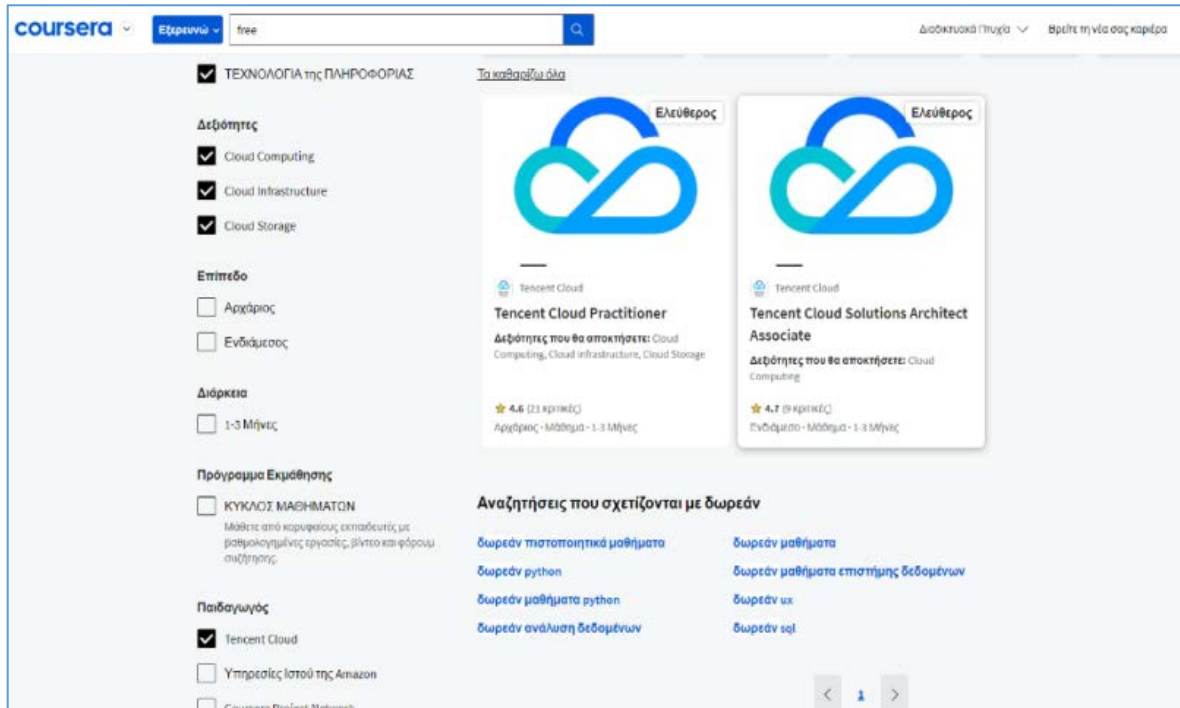 coursera
Εξερευνώ
free
Διαδικτυακά Πτυχία
Βρείτε τη νέα σας καριέρα
ΤΕΧΝΟΛΟΓΙΑ της ΠΛΗΡΟΦΟΡΙΑΣ
Δεξιότητες
Cloud Computing
Cloud Infrastructure
Cloud Storage
Επίπεδο
Αρχάριος
Ενδιάμεσος
Διάρκεια
1-3 Μήνες
Πρόγραμμα Εκμάθησης
ΚΥΚΛΟΣ ΜΑΘΗΜΑΤΩΝ
Μάθετε από κορυφαίους εκπαιδευτές με
βαθμολογημένες εργασίες, βίντεο και φόρουμ
συζήτησης.
Παιδαγωγός
Tencent Cloud
Υπηρεσίες Ιστού της Amazon
Coursera Project Network
Τα καθαρίζω όλα
Ελεύθερος
Tencent Cloud
Tencent Cloud Practitioner
Δεξιότητες που θα αποκτήσετε: Cloud
Computing, Cloud Infrastructure, Cloud Storage
4.6 (21 κριτικές)
Αρχάριος · Μάθημα · 1-3 Μήνες
Ελεύθερος
Tencent Cloud
Tencent Cloud Solutions Architect
Associate
Δεξιότητες που θα αποκτήσετε: Cloud
Computing
4.7 (9 κριτικές)
Ενδιάμεσο · Μάθημα · 1-3 Μήνες
Αναζητήσεις που σχετίζονται με δωρεάν
δωρεάν πιστοποιητικά μαθήματα
δωρεάν python
δωρεάν μαθήματα python
δωρεάν ανάλυση δεδομένων
δωρεάν μαθήματα
δωρεάν μαθήματα επιστήμης δεδομένων
δωρεάν ux
δωρεάν sql
1